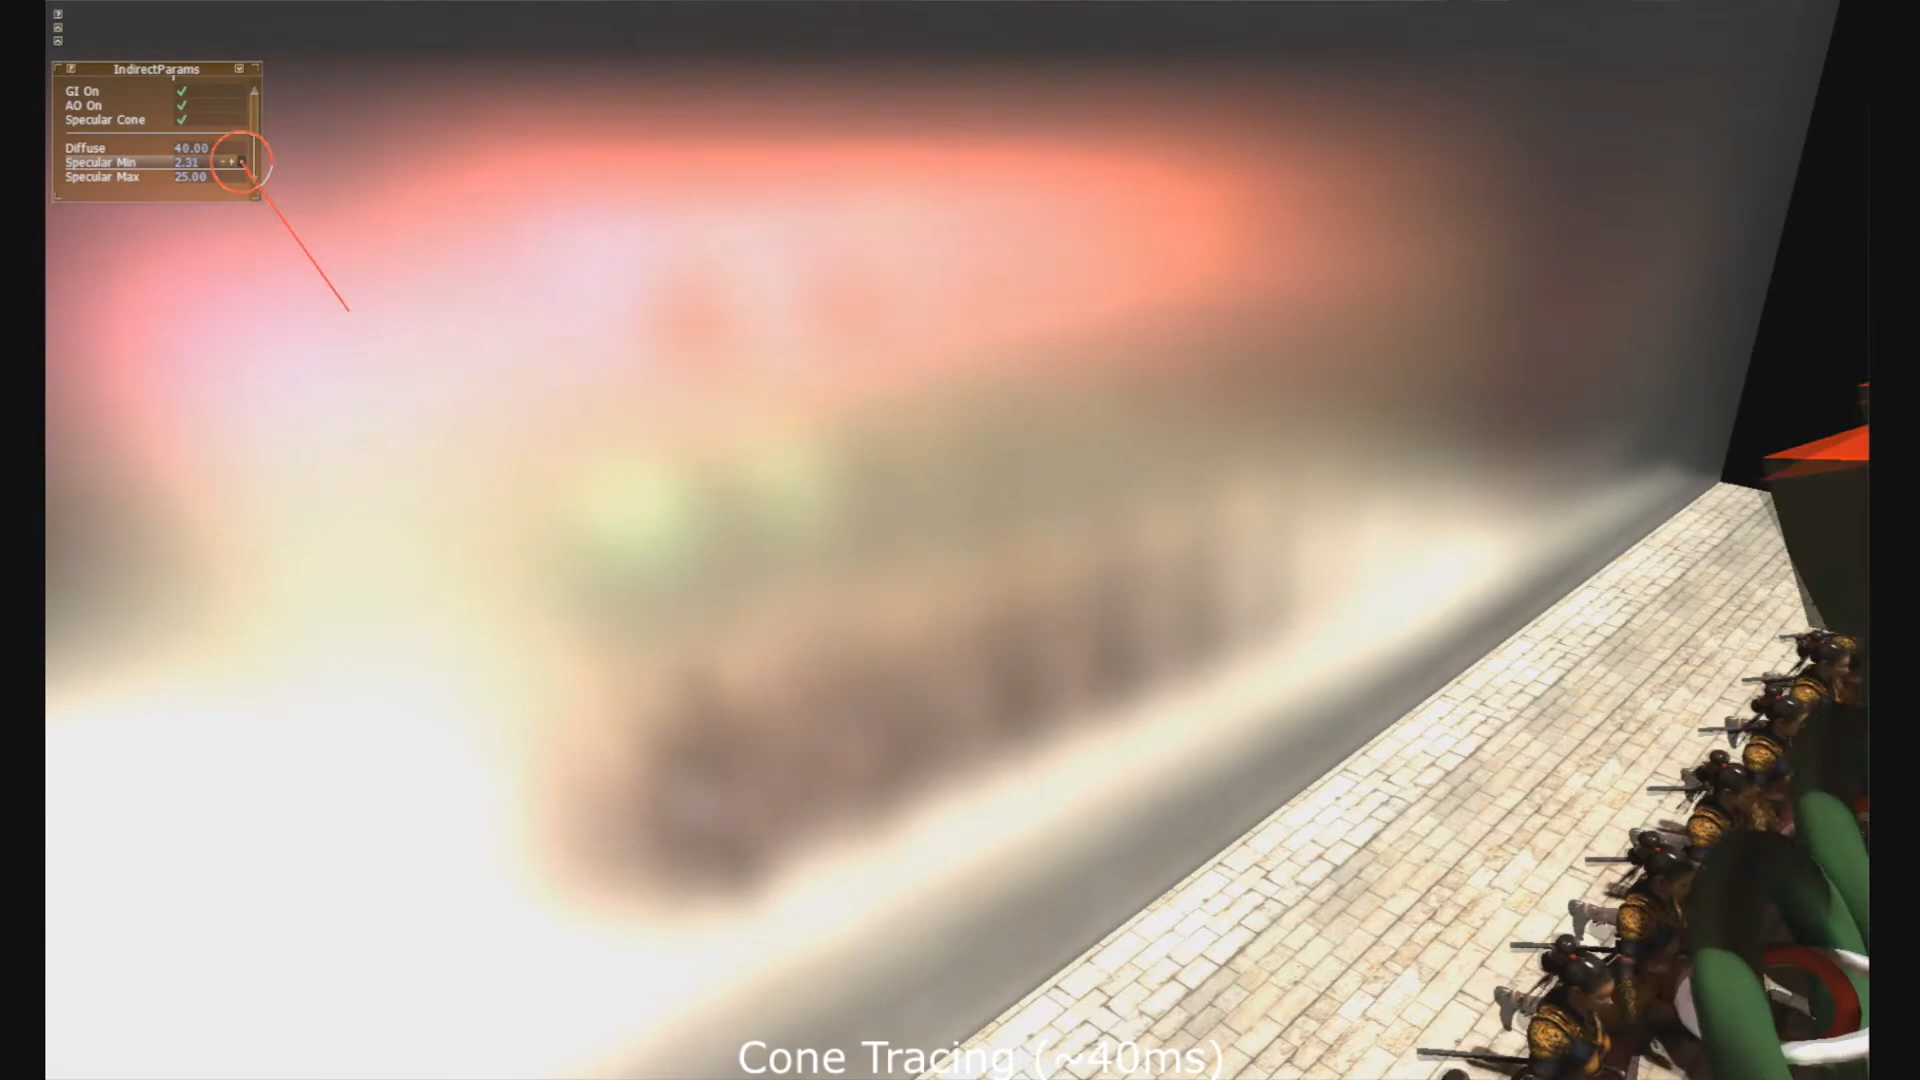 IndirectParams
GI On
AO On
Specular Cone
Diffuse 40.00
Specular Min 2.31
Specular Max 25.00
Cone Tracing (~40ms)